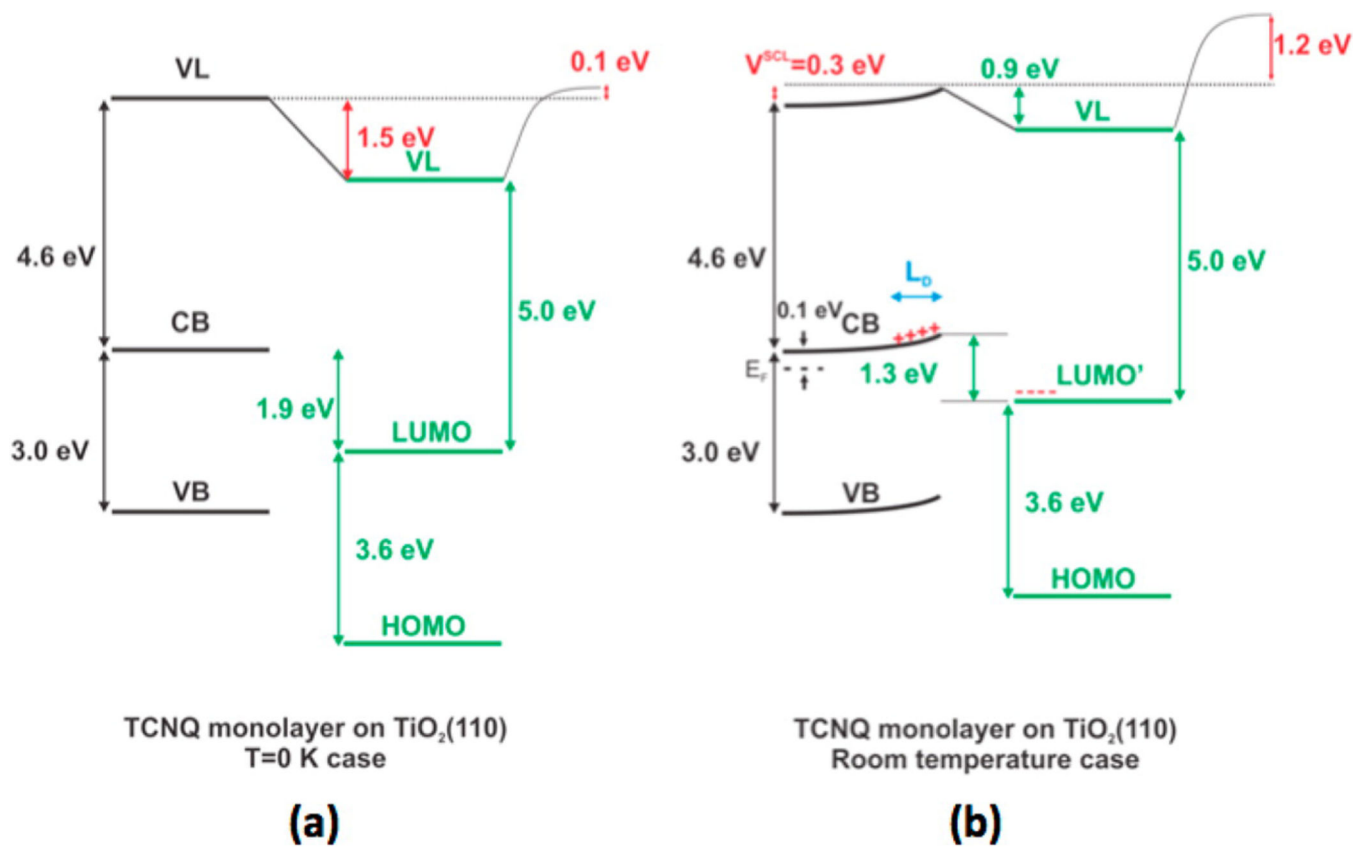 VL
0.1 eV
1.5 eV
VL
4.6 eV
5.0 eV
CB
1.9 eV
LUMO
3.0 eV
VB
3.6 eV
HOMO
TCNQ monolayer on TiO₂(110)
T=0 K case
(a)
1.2 eV
V^SCL=0.3 eV
0.9 eV
VL
4.6 eV
5.0 eV
L_D
0.1 eV
CB
++++
E_F
1.3 eV
LUMO'
3.0 eV
VB
3.6 eV
HOMO
TCNQ monolayer on TiO₂(110)
Room temperature case
(b)